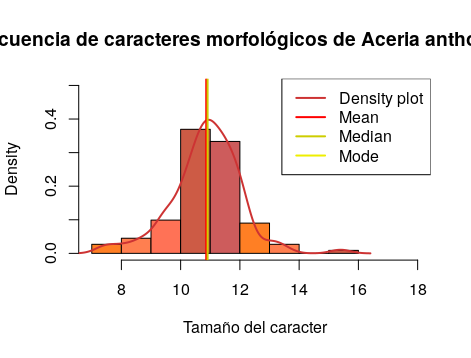 cuencia de caracteres morfológicos de Aceria antho
Density plot
Mean
Median
Mode
Density
0.0 0.2 0.4
8 10 12 14 16 18
Tamaño del caracter